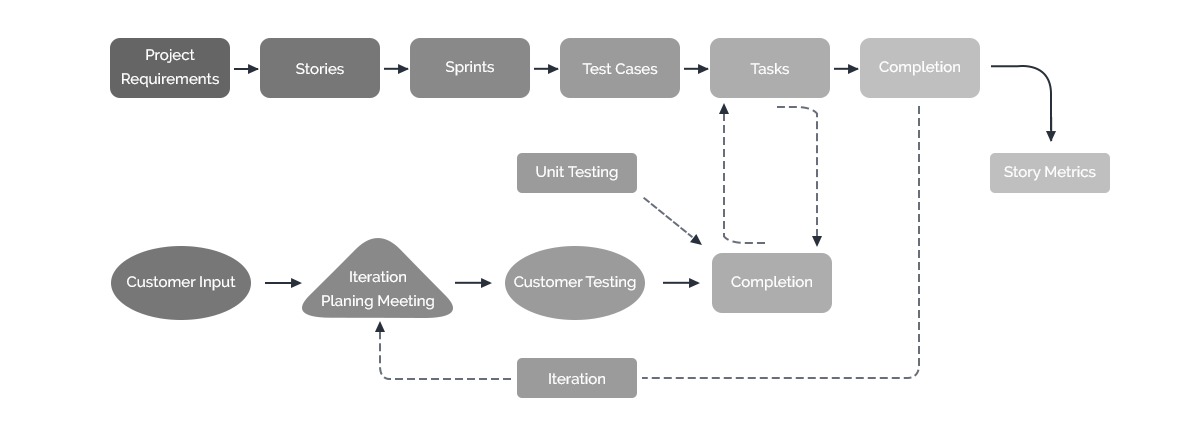 Project
Requirements
Stories
Sprints
Test Cases
Tasks
Completion
Unit Testing
Story Metrics
Customer Input
Iteration
Planing Meeting
Customer Testing
Completion
Iteration